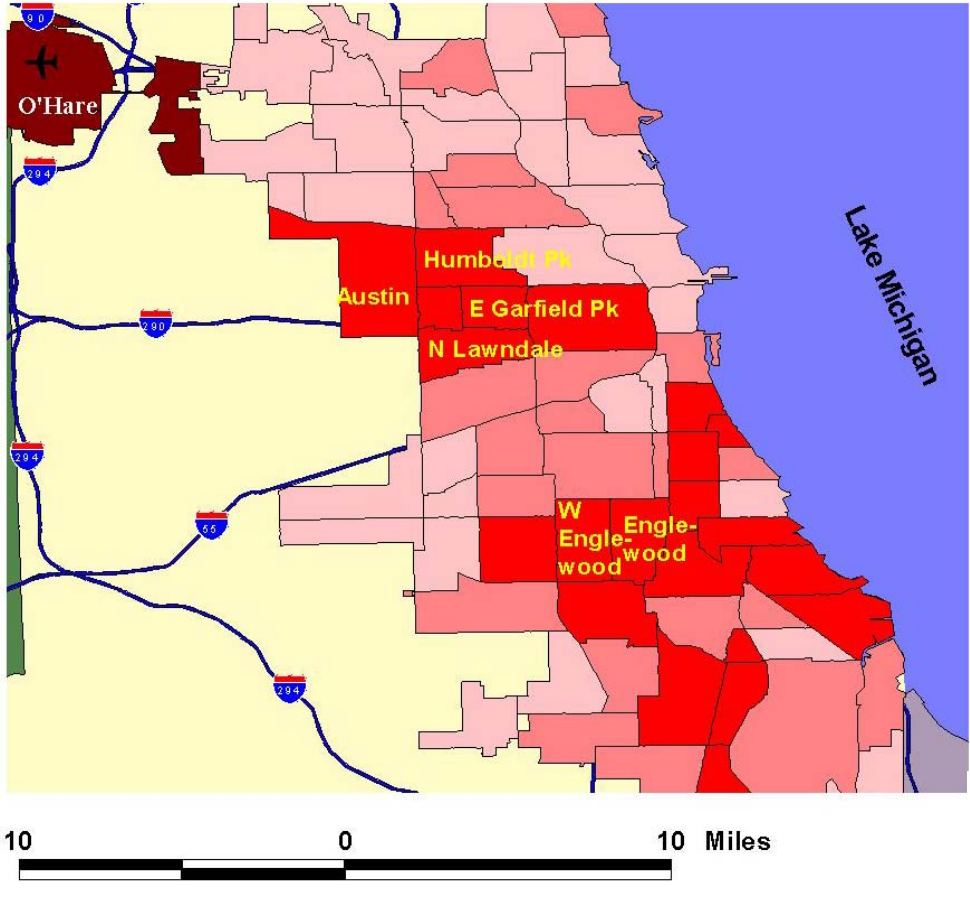 90
O'Hare
294
Lake Michigan
Humboldt Pk
Austin
E Garfield Pk
290
N Lawndale
294
W
Engle-
wood
Engle-
wood
55
294
10 0 10 Miles